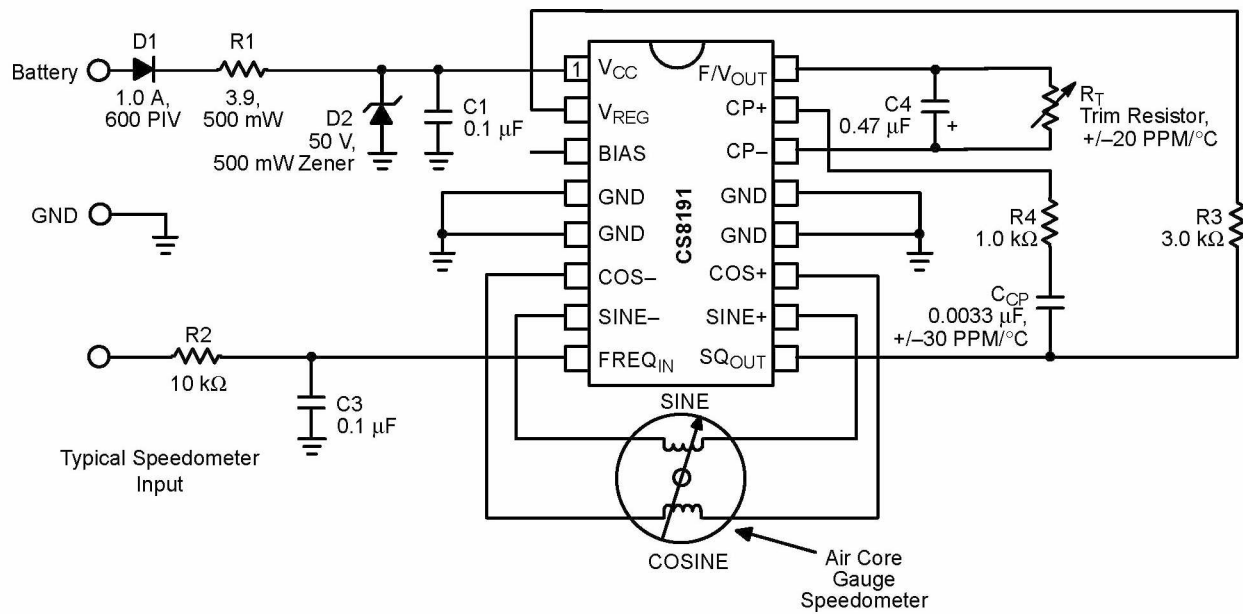 Battery
D1
1.0 A,
600 PIV
R1
3.9,
500 mW
D2
50 V,
500 mW Zener
C1
0.1 μF
GND
R2
10 kΩ
C3
0.1 μF
Typical Speedometer
Input
1
VCC
VREG
BIAS
GND
GND
COS–
SINE–
FREQIN
CS8191
F/VOUT
CP+
CP–
GND
GND
COS+
SINE+
SQOUT
C4
0.47 μF
+
RT
Trim Resistor,
+/–20 PPM/°C
R4
1.0 kΩ
R3
3.0 kΩ
CCP
0.0033 μF,
+/–30 PPM/°C
SINE
COSINE
Air Core
Gauge
Speedometer